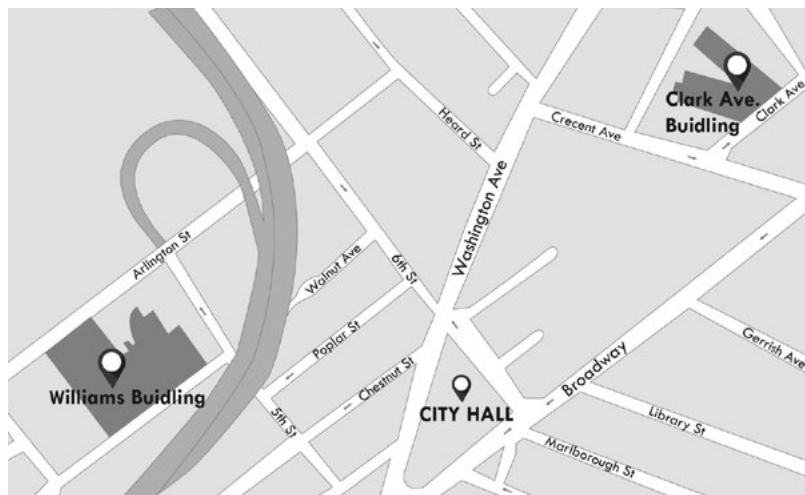 Clark Ave.
Buidling
Clark Ave
Crecent Ave
Heard St
Washington Ave
Arlington St
Walnut Ave
6th St
Poplar St
Broadway
Gerrish Ave
Williams Buidling
Chestnut St
CITY HALL
5th St
Library St
Marlborough St